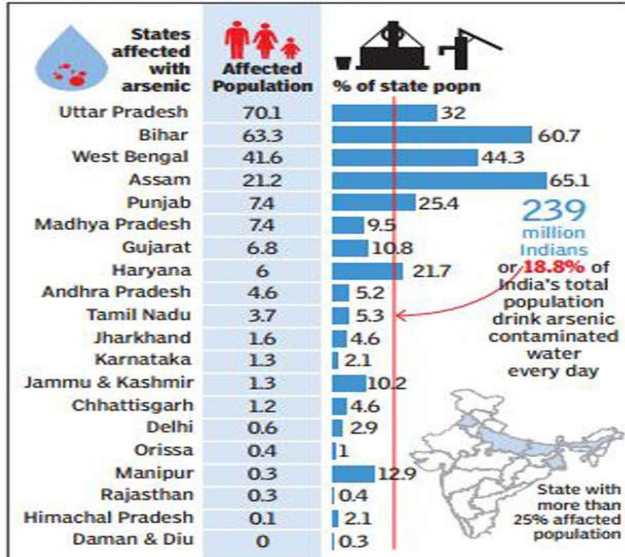 States
affected
with
arsenic
Affected
Population
% of state popn
Uttar Pradesh 70.1 32
Bihar 63.3 60.7
West Bengal 41.6 44.3
Assam 21.2 65.1
Punjab 7.4 25.4
Madhya Pradesh 7.4 9.5
Gujarat 6.8 10.8
Haryana 6 21.7
Andhra Pradesh 4.6 5.2
Tamil Nadu 3.7 5.3
Jharkhand 1.6 4.6
Karnataka 1.3 2.1
Jammu & Kashmir 1.3 10.2
Chhattisgarh 1.2 4.6
Delhi 0.6 2.9
Orissa 0.4 1
Manipur 0.3 12.9
Rajasthan 0.3 0.4
Himachal Pradesh 0.1 2.1
Daman & Diu 0 0.3
239
million
Indians
or 18.8% of
India's total
population
drink arsenic
contaminated
water
every day
State with
more than
25% affacted
population